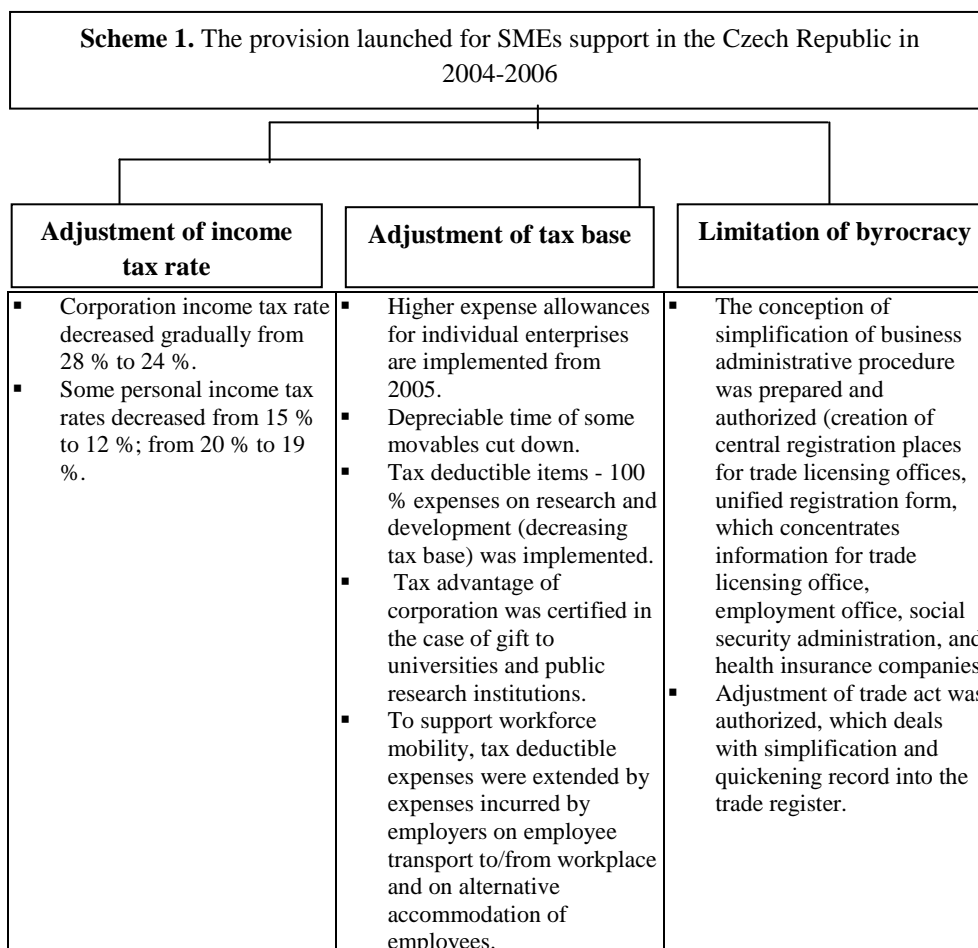 Scheme 1. The provision launched for SMEs support in the Czech Republic in
2004-2006
Adjustment of income
tax rate
▪ Corporation income tax rate
decreased gradually from
28 % to 24 %.
▪ Some personal income tax
rates decreased from 15 %
to 12 %; from 20 % to 19
%.
Adjustment of tax base
▪ Higher expense allowances
for individual enterprises
are implemented from
2005.
▪ Depreciable time of some
movables cut down.
▪ Tax deductible items - 100
% expenses on research and
development (decreasing
tax base) was implemented.
▪ Tax advantage of
corporation was certified in
the case of gift to
universities and public
research institutions.
▪ To support workforce
mobility, tax deductible
expenses were extended by
expenses incurred by
employers on employee
transport to/from workplace
and on alternative
accommodation of
employees.
Limitation of byrocracy
▪ The conception of
simplification of business
administrative procedure
was prepared and
authorized (creation of
central registration places
for trade licensing offices,
unified registration form,
which concentrates
information for trade
licensing office,
employment office, social
security administration, and
health insurance companies
▪ Adjustment of trade act was
authorized, which deals
with simplification and
quickening record into the
trade register.